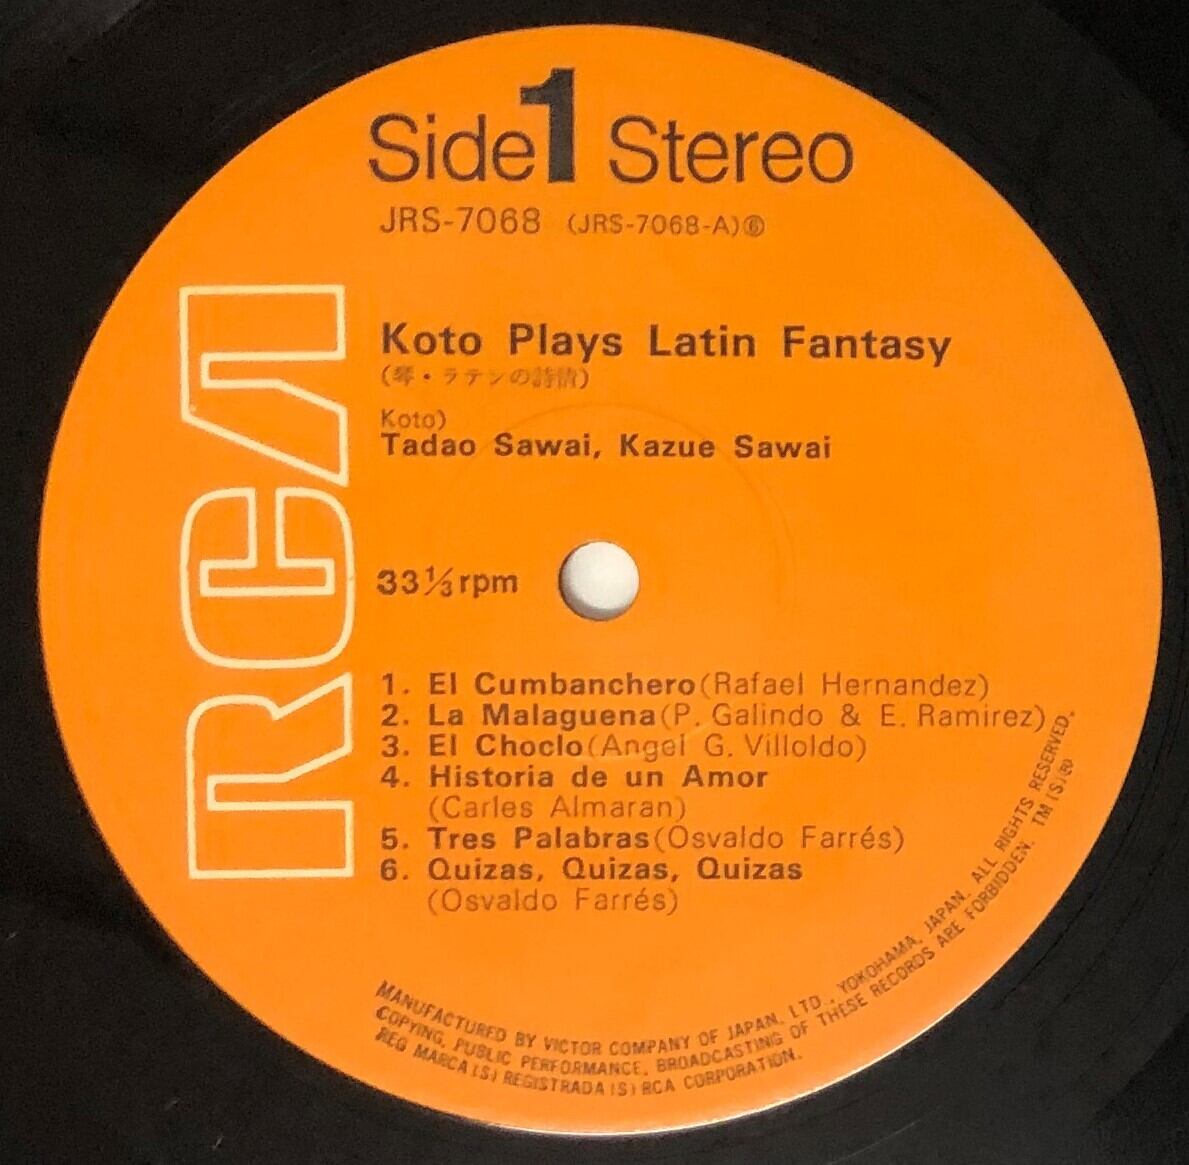 Side 1 Stereo
JRS-7068 (JRS-7068-A)⑥
RCA
Koto Plays Latin Fantasy
(琴・ラテンの詩情)
Koto)
Tadao Sawai, Kazue Sawai
33⅓rpm
1. El Cumbanchero(Rafael Hernandez)
2. La Malaguena(P. Galindo & E. Ramirez)
3. El Choclo(Angel G. Villoldo)
4. Historia de un Amor
(Carles Almaran)
5. Tres Palabras(Osvaldo Farrés)
6. Quizas, Quizas, Quizas
(Osvaldo Farrés)
MANUFACTURED BY VICTOR COMPANY OF JAPAN, LTD., YOKOHAMA, JAPAN. ALL RIGHTS RESERVED.
COPYING, PUBLIC PERFORMANCE, BROADCASTING OF THESE RECORDS ARE FORBIDDEN. TM(S)®
REG MARCA(S) REGISTRADA(S) RCA CORPORATION.